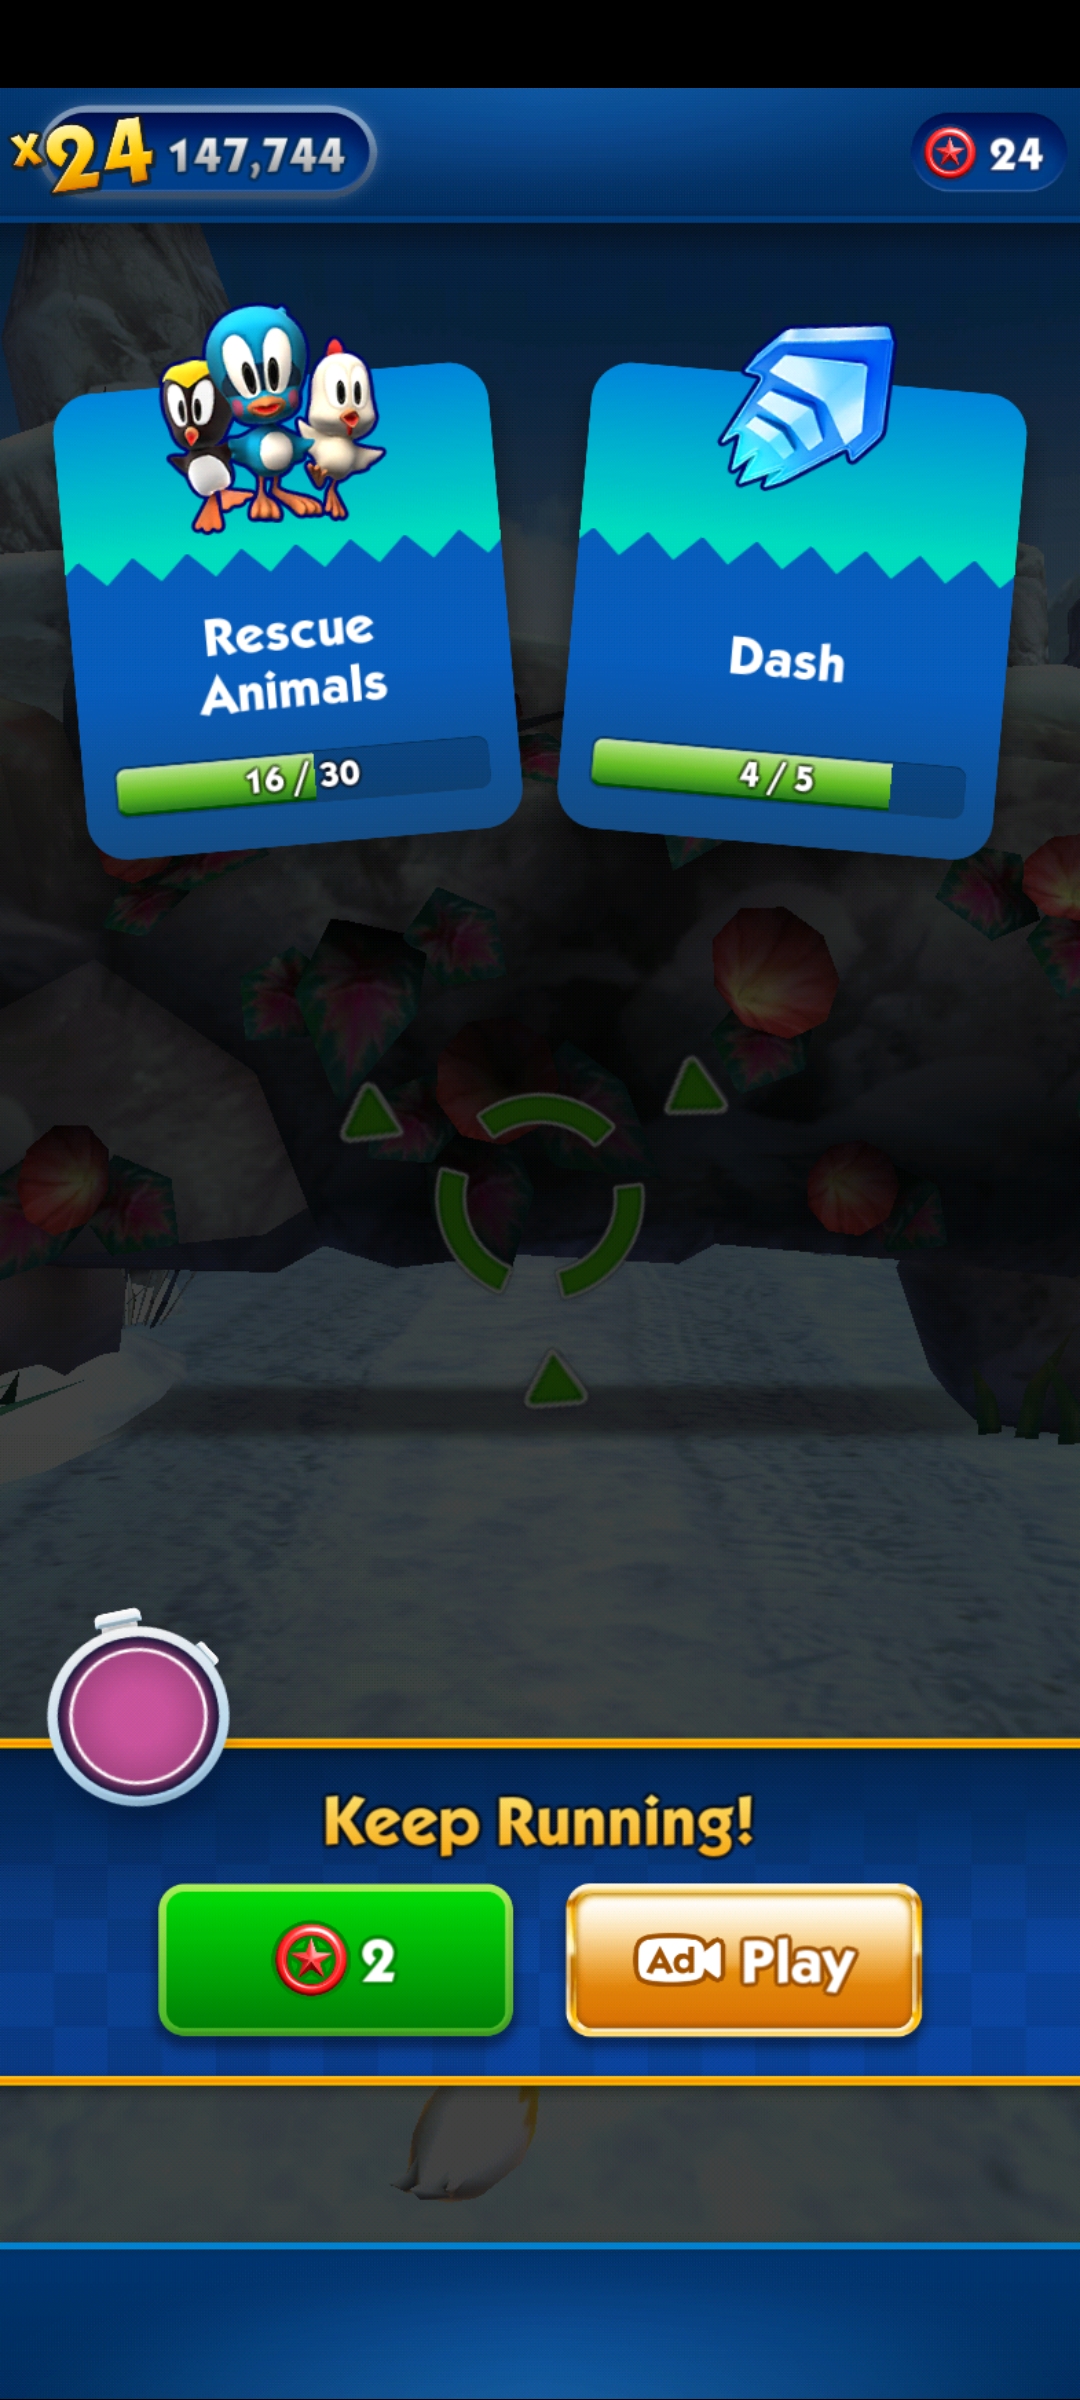 x24 147,744
24
Rescue
Animals
16 / 30
Dash
4 / 5
Keep Running!
2
Ad Play